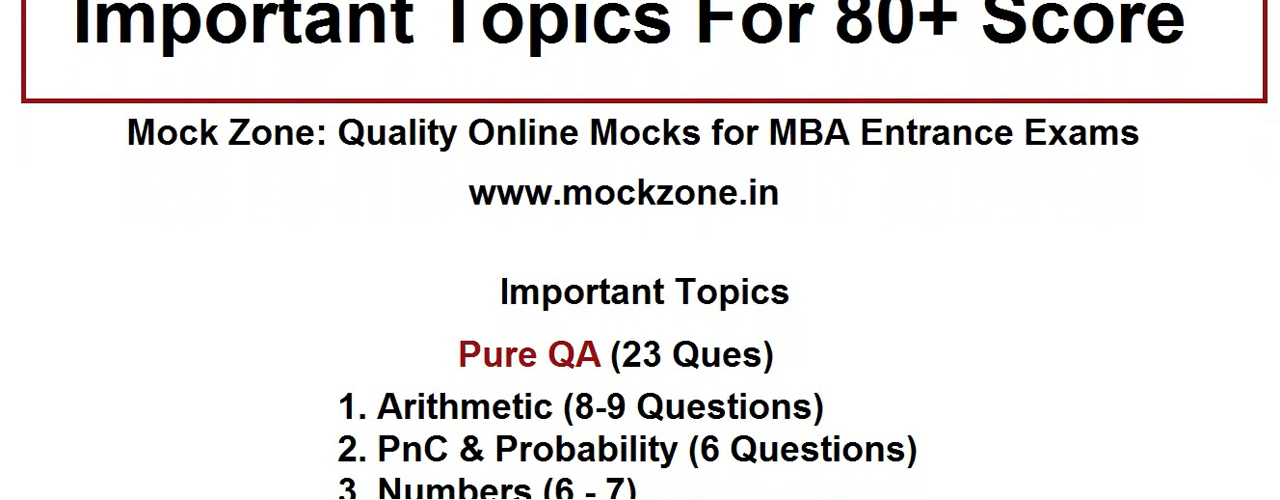 Important Topics For 80+ Score
Mock Zone: Quality Online Mocks for MBA Entrance Exams
www.mockzone.in
Important Topics
Pure QA (23 Ques)
1. Arithmetic (8-9 Questions)
2. PnC & Probability (6 Questions)
3. Numbers (6 - 7)